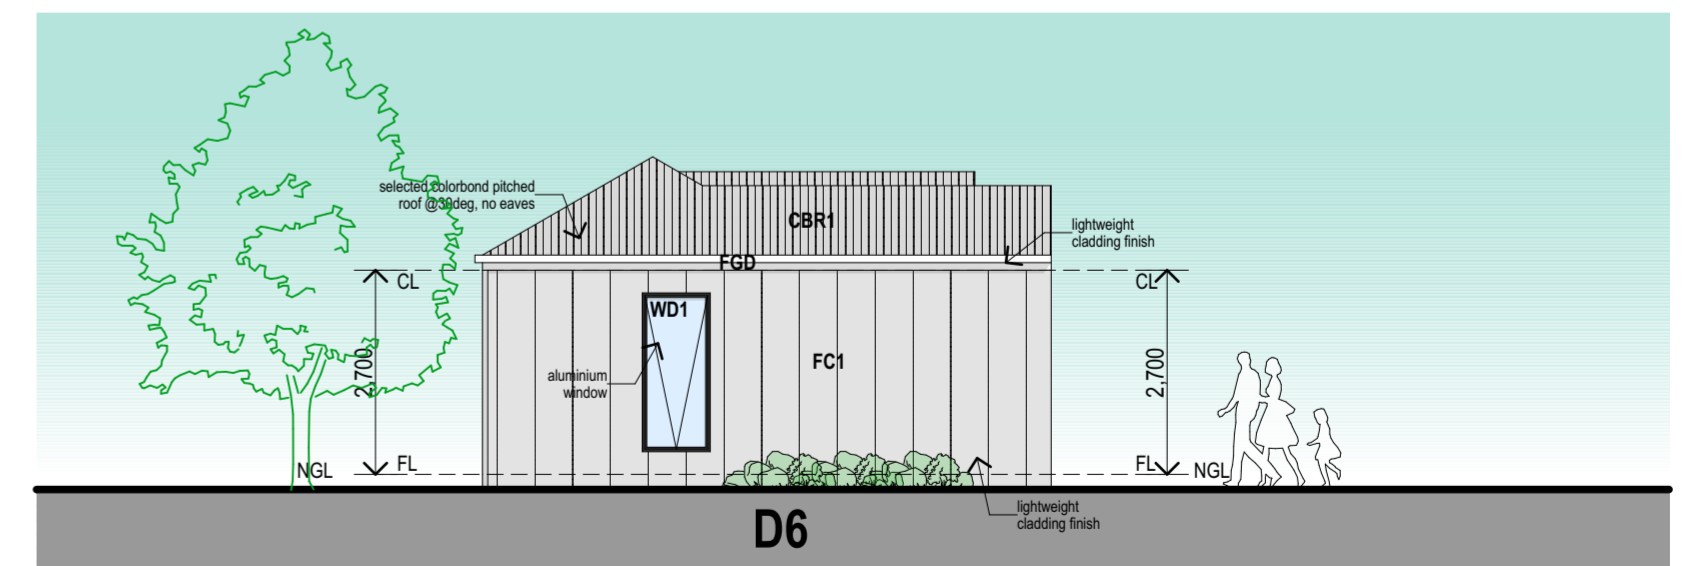 selected colorbond pitched
roof @30deg, no eaves
CBR1
lightweight
cladding finish
FGD
CL
CL
WD1
2,700
FC1
2,700
aluminium
window
NGL
FL
FL
NGL
lightweight
cladding finish
D6